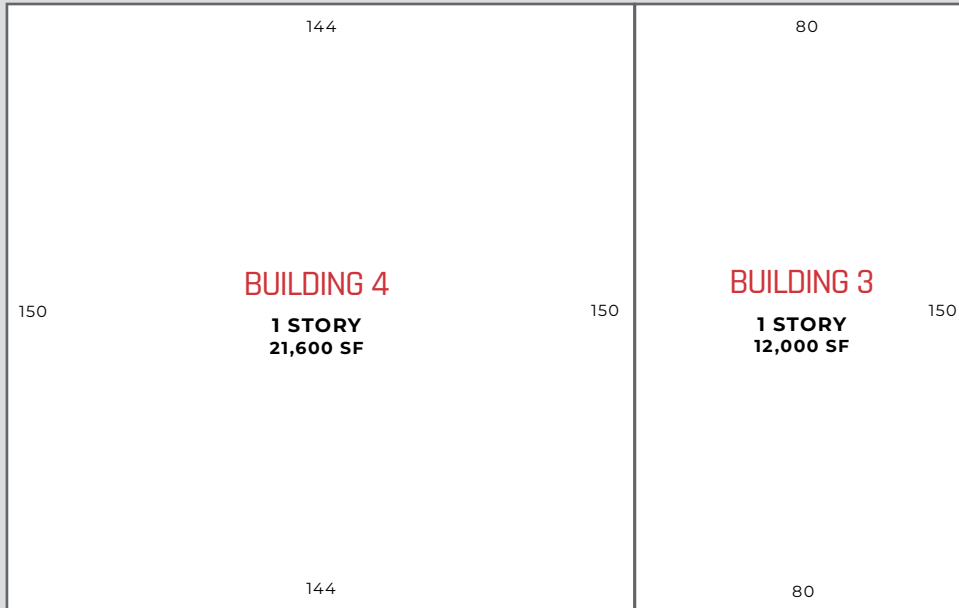 144
80
BUILDING 4
1 STORY
21,600 SF
150
150
BUILDING 3
1 STORY
12,000 SF
150
144
80